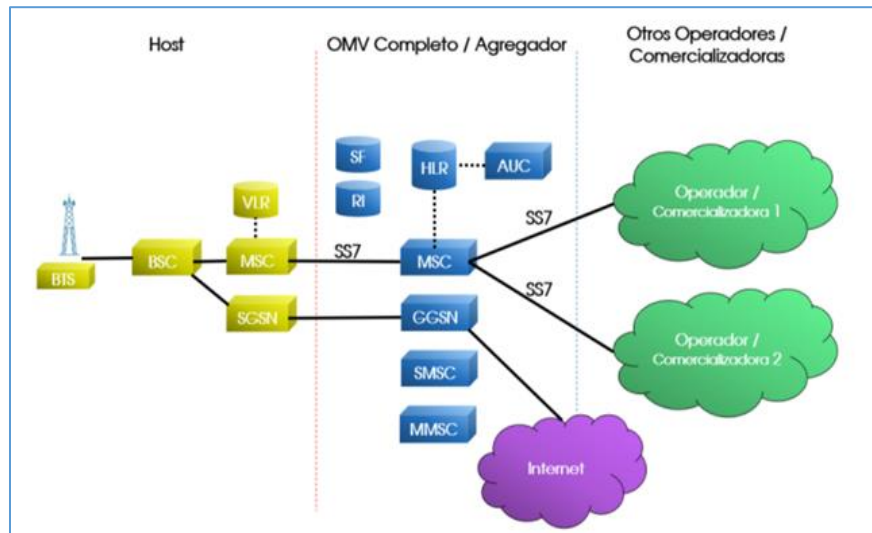 Host
OMV Completo / Agregador
Otros Operadores /
Comercializadoras
SF
HLR
AUC
RI
VLR
Operador /
Comercializadora 1
SS7
BTS
BSC
MSC
SS7
MSC
SS7
SGSN
GGSN
Operador /
Comercializadora 2
SMSC
MMSC
Internet